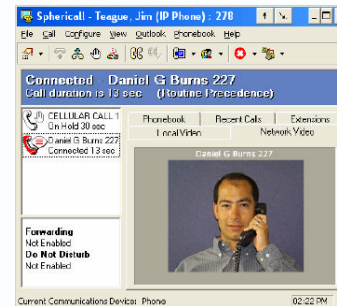 Sphericall - Teague, Jim (IP Phone) : 278
File Call Configure View Outlook Phonebook Help
Connected - Daniel G Burns 227
Call duration is 13 sec (Routine Precedence)
CELLULAR CALL 1
On Hold 30 sec
Daniel G Burns 227
Connected 13 sec
Phonebook Recent Calls Extensions
Local Video Network Video
Daniel G Burns 227
Forwarding
Not Enabled
Do Not Disturb
Not Enabled
Current Communications Device: Phone 02:22 PM